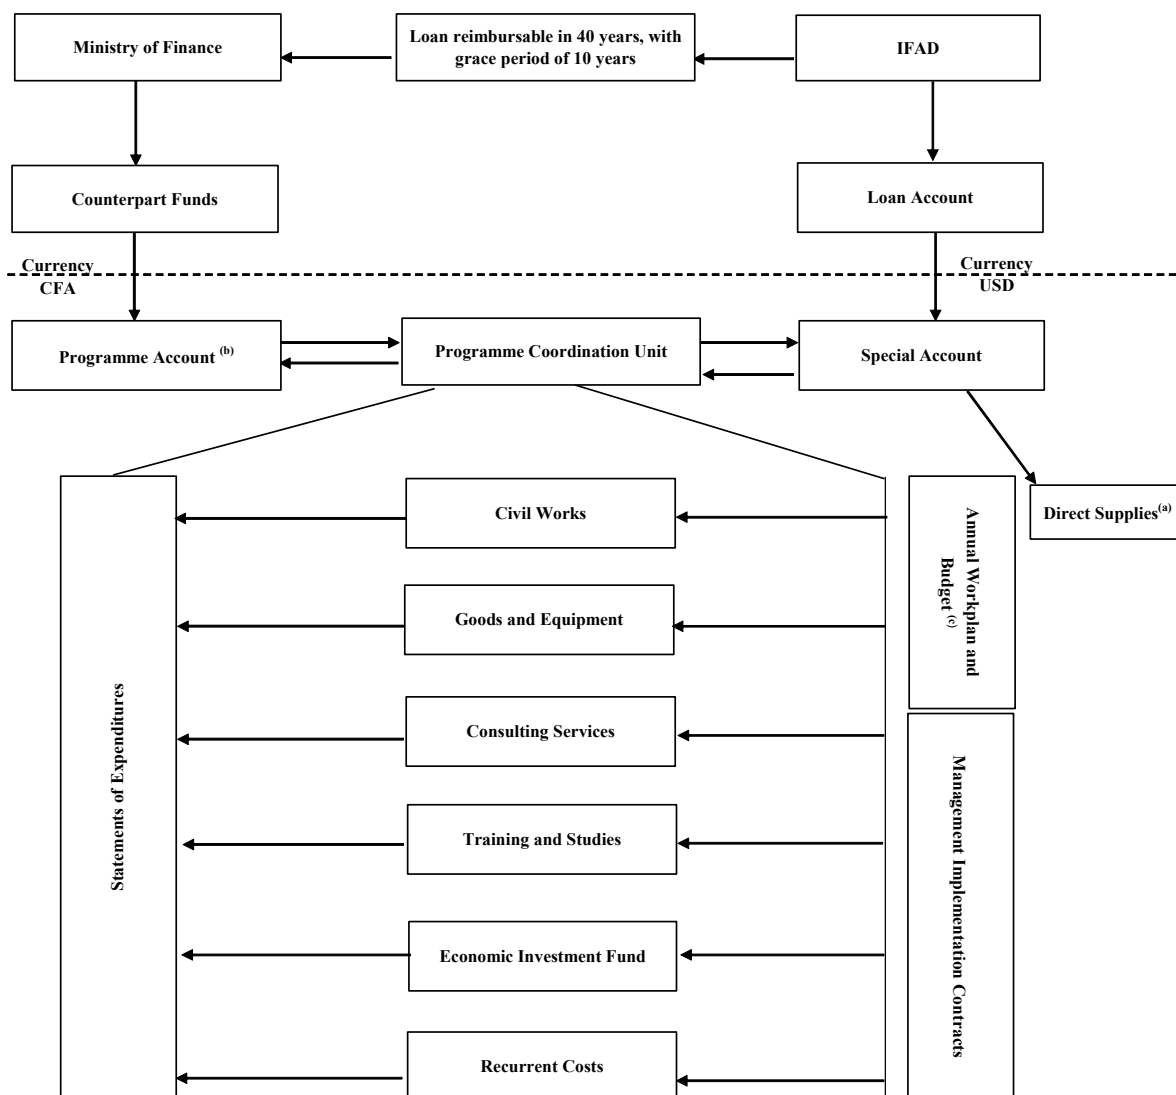 Ministry of Finance
Loan reimbursable in 40 years, with
grace period of 10 years
IFAD
Counterpart Funds
Loan Account
Currency
CFA
Currency
USD
Programme Account (b)
Programme Coordination Unit
Special Account
Direct Supplies(a)
Annual Workplan and
Budget (c)
Statements of Expenditures
Civil Works
Goods and Equipment
Consulting Services
Training and Studies
Economic Investment Fund
Recurrent Costs
Management Implementation Contracts